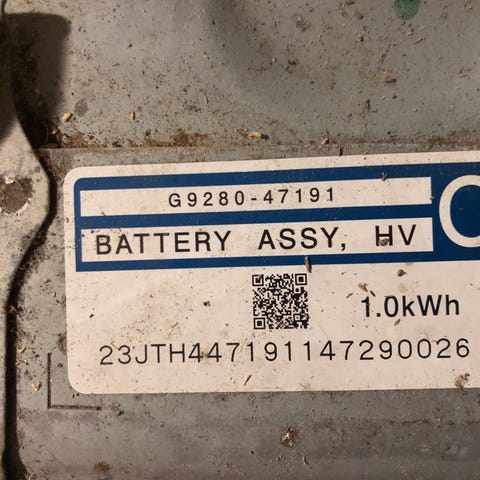 G9280-47191
BATTERY ASSY, HV
1.0kWh
23JTH447191147290026